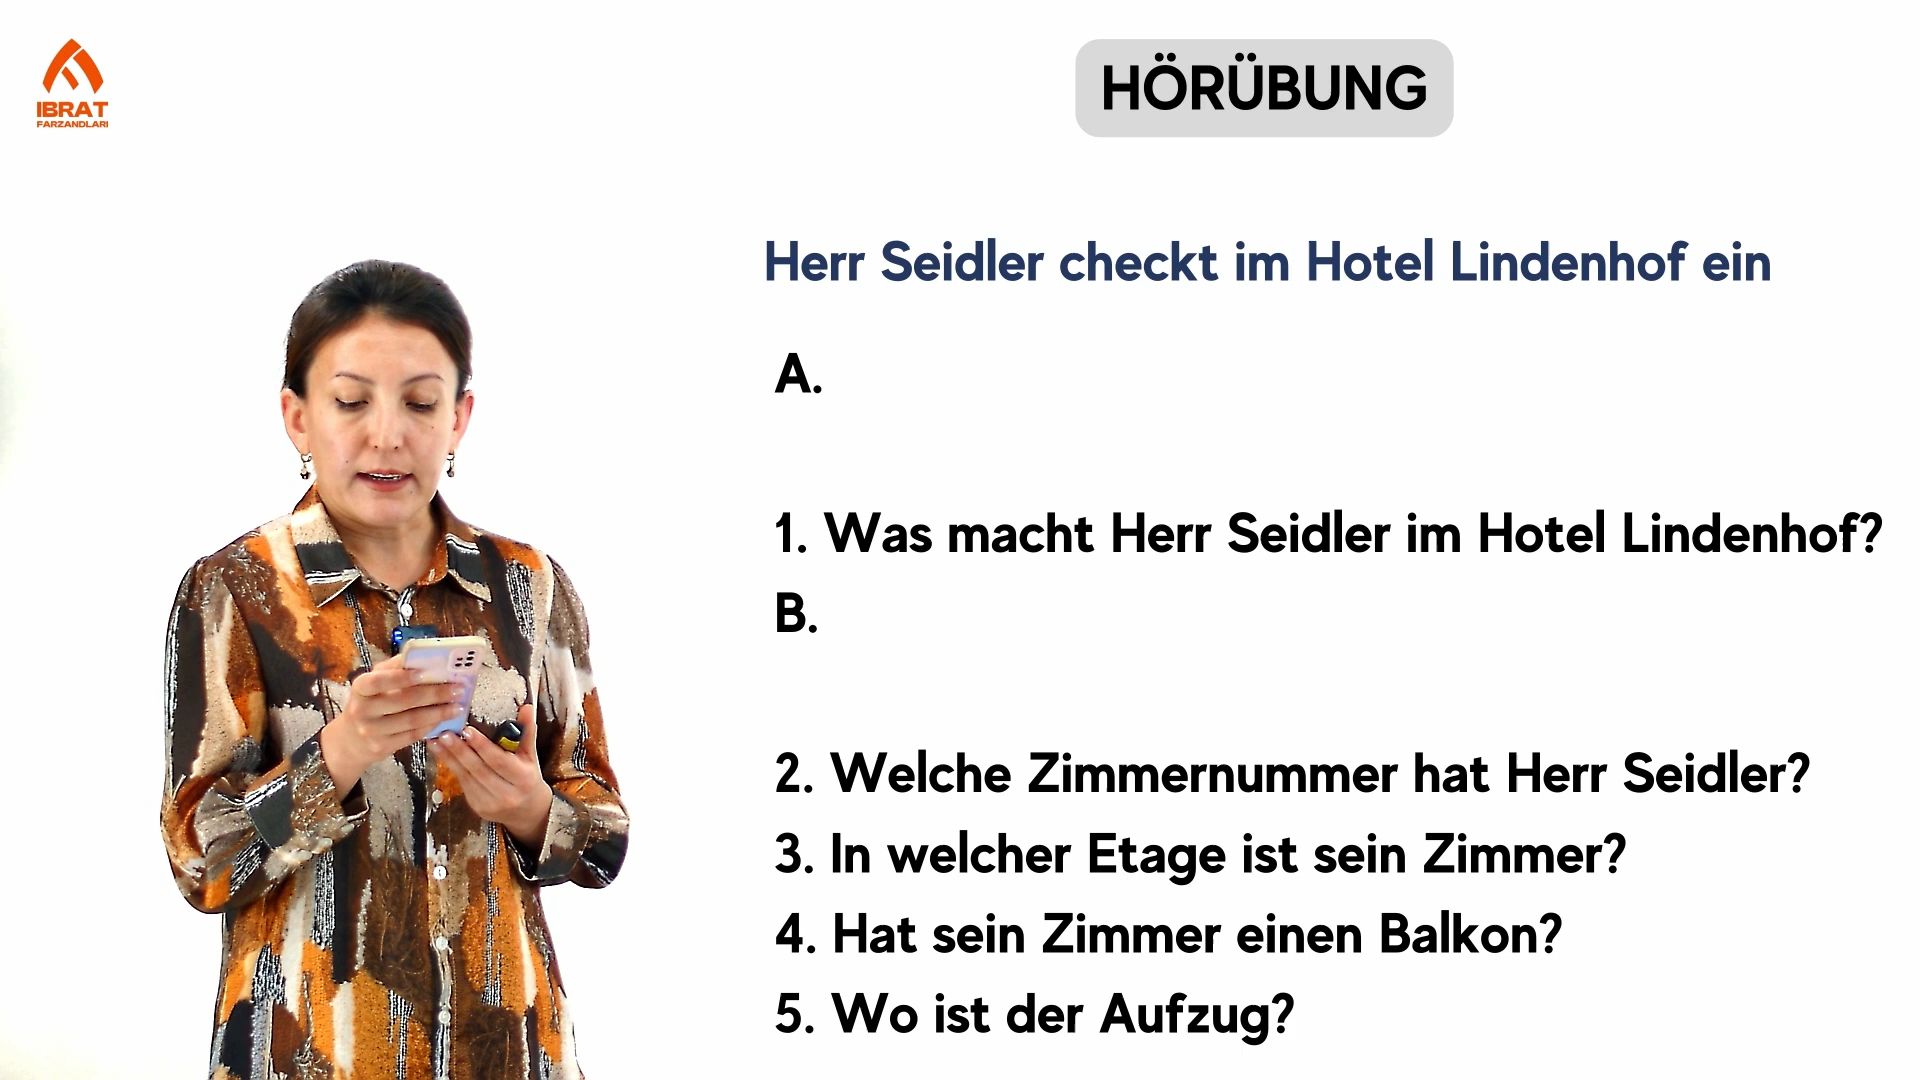 IBRAT
FARZANDLARI
HÖRÜBUNG
Herr Seidler checkt im Hotel Lindenhof ein
A.
1. Was macht Herr Seidler im Hotel Lindenhof?
B.
2. Welche Zimmernummer hat Herr Seidler?
3. In welcher Etage ist sein Zimmer?
4. Hat sein Zimmer einen Balkon?
5. Wo ist der Aufzug?